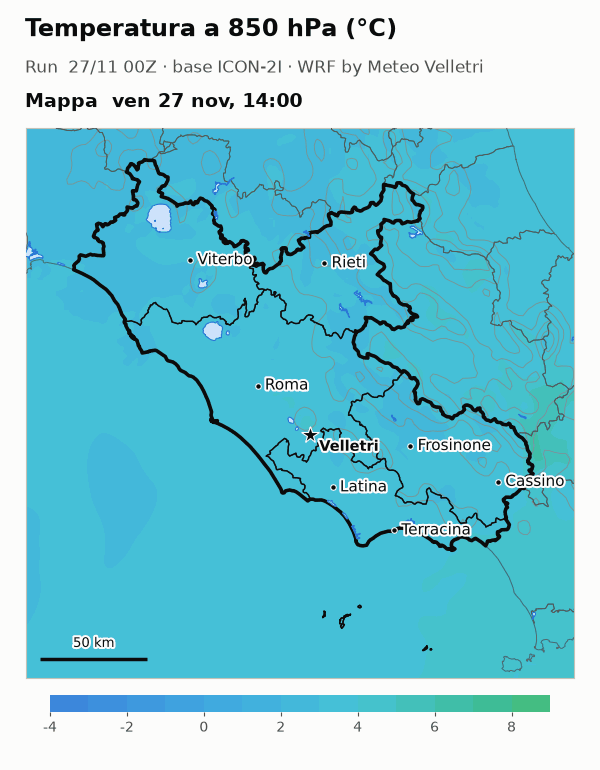 Temperatura a 850 hPa (°C)
Run  27/11 00Z · base ICON-2I · WRF by Meteo Velletri
Mappa  ven 27 nov, 14:00
Viterbo
Rieti
Roma
Velletri
Frosinone
Latina
Cassino
Terracina
50 km
-4 -2 0 2 4 6 8